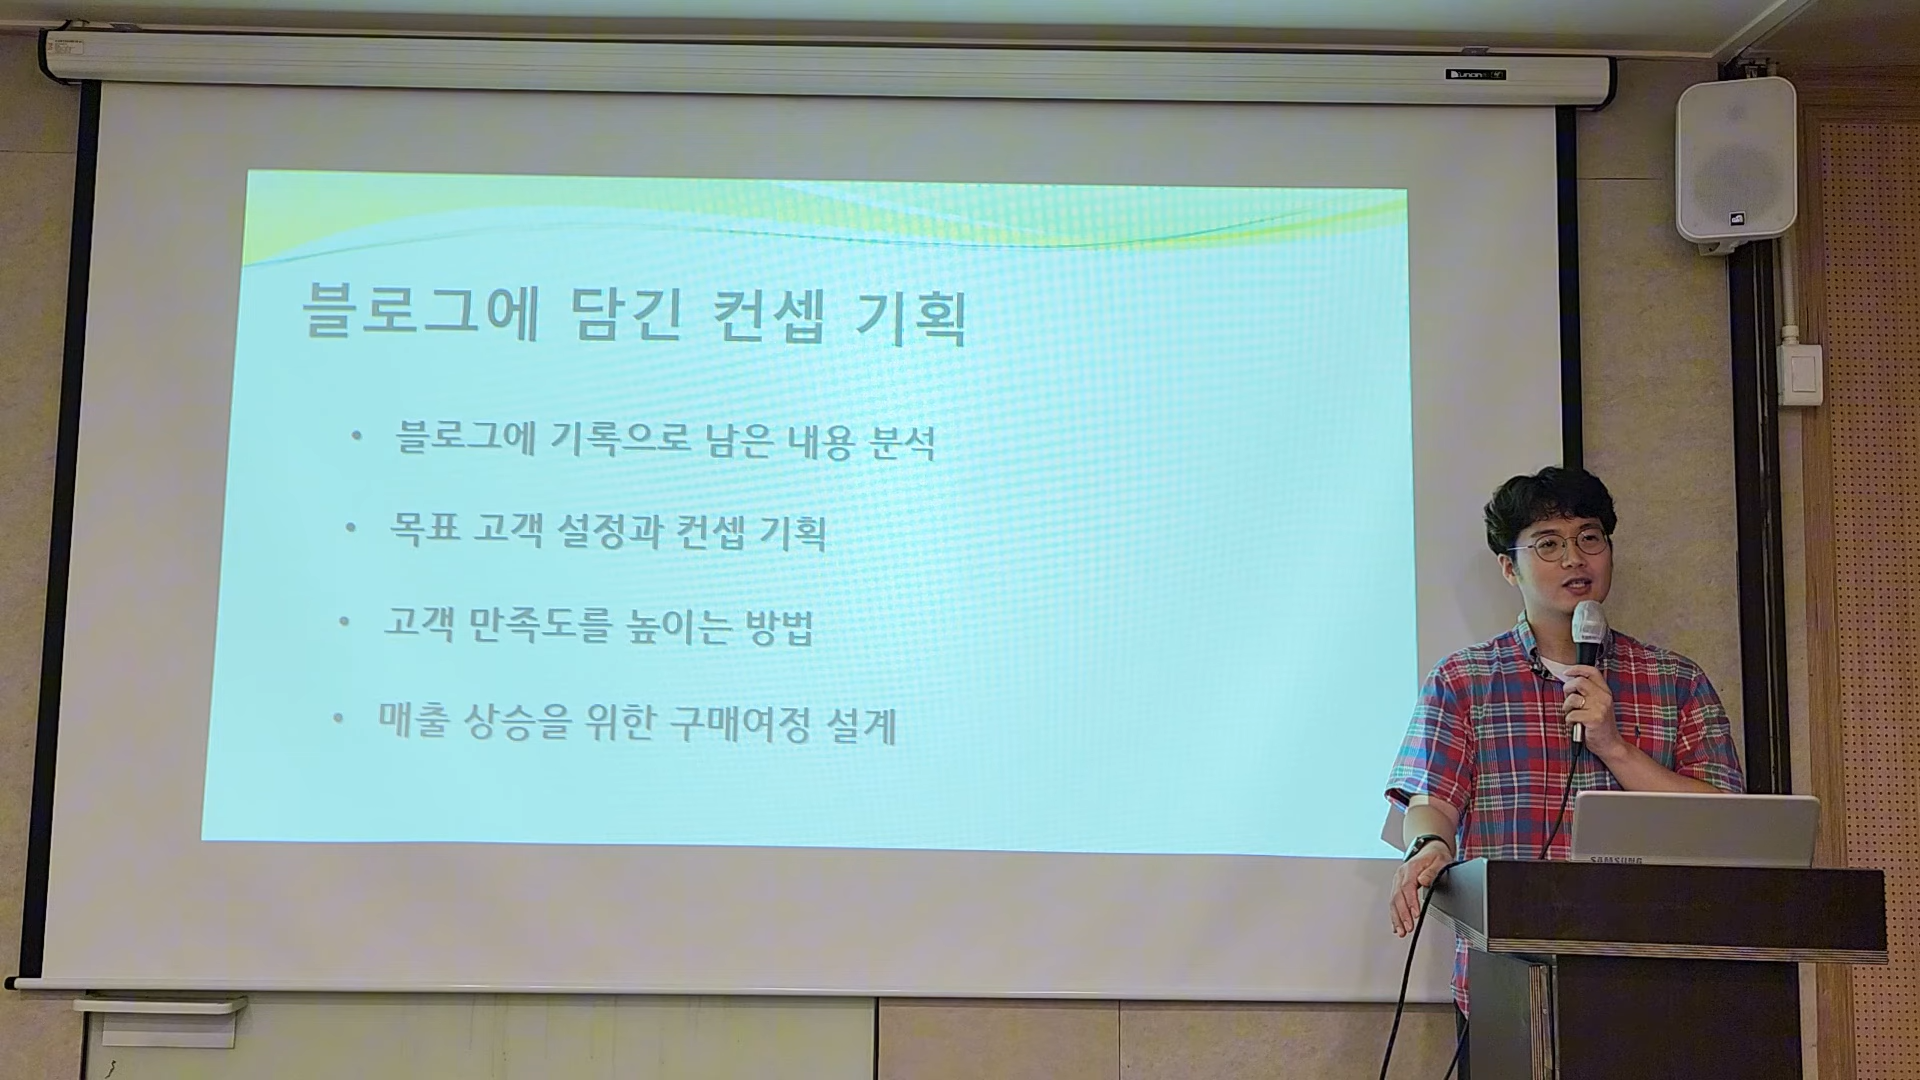 블로그에 담긴 컨셉 기획
• 블로그에 기록으로 남은 내용 분석
• 목표 고객 설정과 컨셉 기획
• 고객 만족도를 높이는 방법
• 매출 상승을 위한 구매여정 설계
SAMSUNG